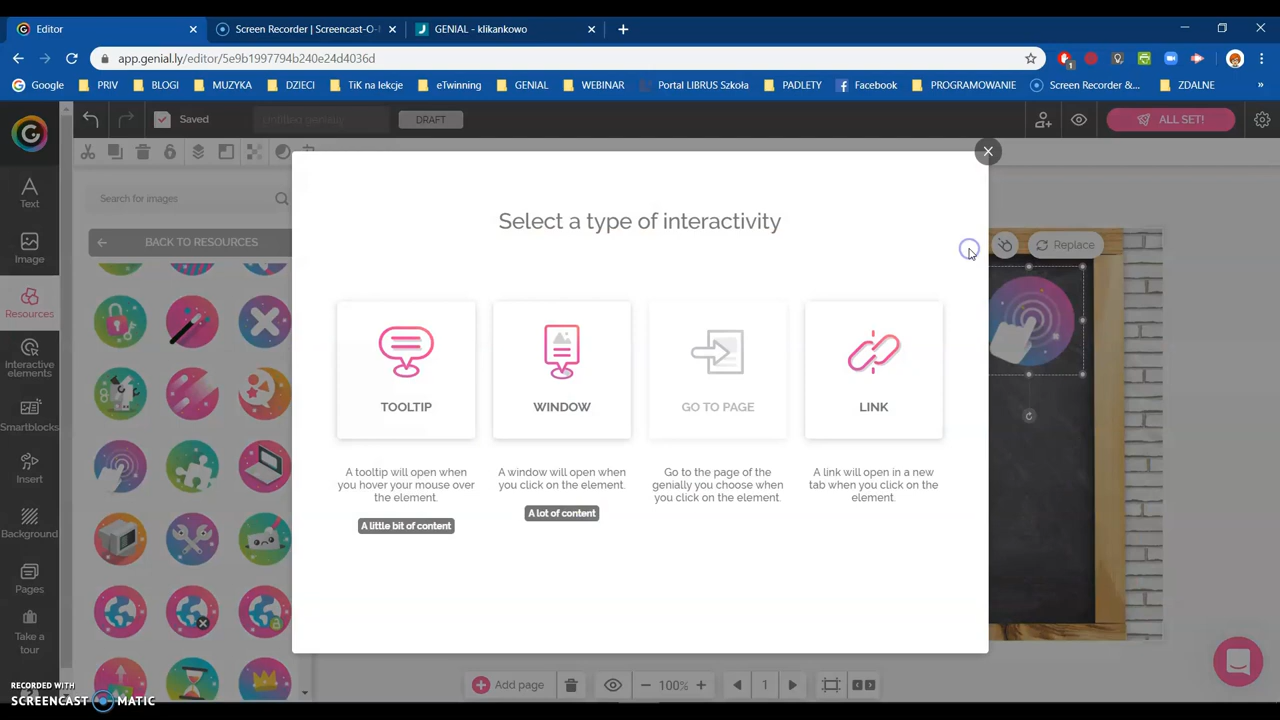 Editor
Screen Recorder | Screencast-O-
GENIAL - klikankowo
app.genial.ly/editor/5e9b1997794b240e24d4036d
Google
PRIV
BLOGI
MUZYKA
DZIECI
TiK na lekcje
eTwinning
GENIAL
WEBINAR
Portal LIBRUS Szkoła
PADLETY
Facebook
PROGRAMOWANIE
Screen Recorder &...
ZDALNE
»
Saved
Untitled genially
DRAFT
ALL SET!
Search for images
BACK TO RESOURCES
Text
Image
Resources
Interactive
elements
Smartblocks
Insert
Background
Pages
Take a
tour
Select a type of interactivity
Replace
TOOLTIP
WINDOW
GO TO PAGE
LINK
A tooltip will open when
you hover your mouse over
the element.
A little bit of content
A window will open when
you click on the element.
A lot of content
Go to the page of the
genially you choose when
you click on the element.
A link will open in a new
tab when you click on the
element.
Add page
100%
1
RECORDED WITH
SCREENCAST MATIC